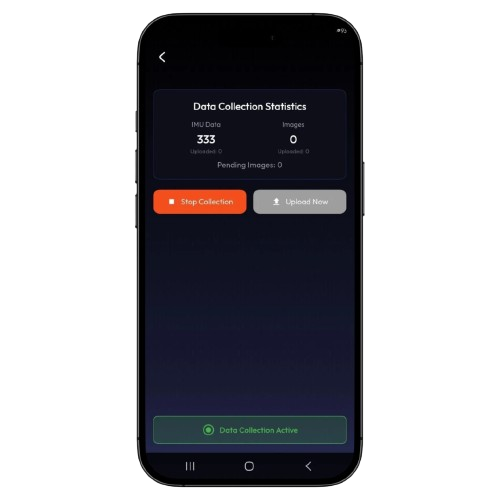 Data Collection Statistics
IMU Data Images
333 0
Uploaded: 0 Uploaded: 0
Pending Images: 0
Stop Collection Upload Now
Data Collection Active